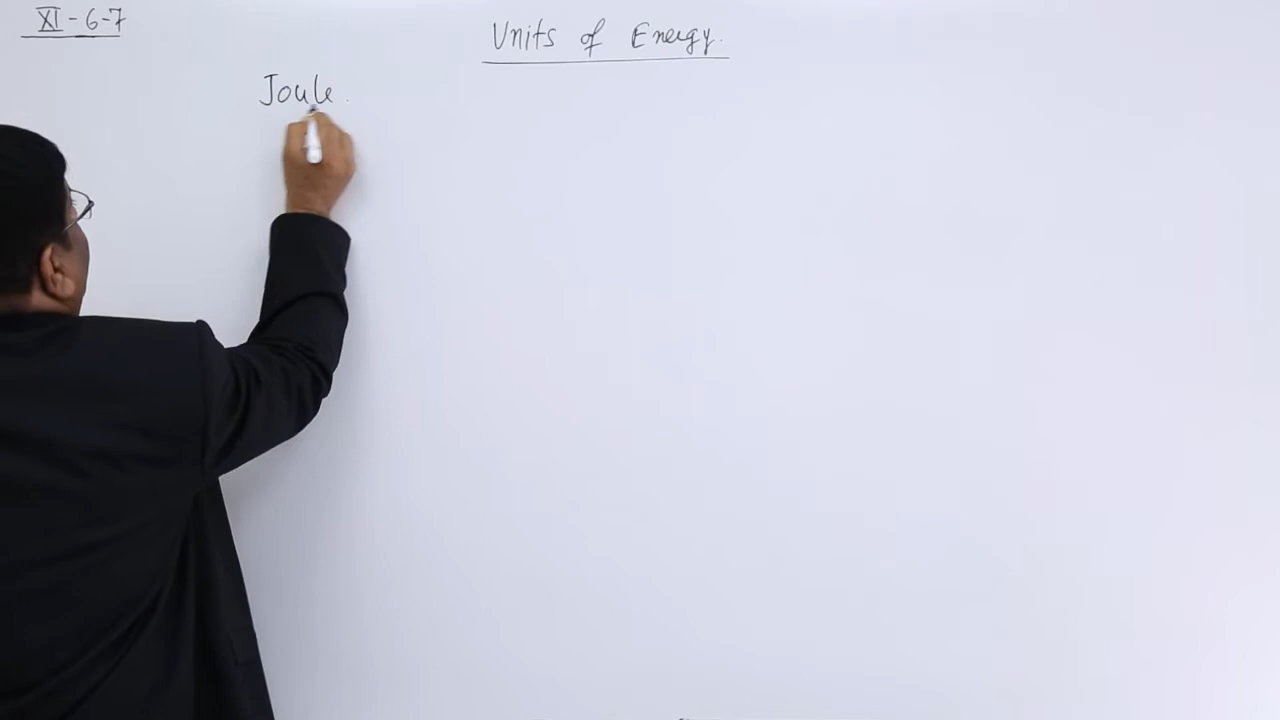 XI - 6-7
Units of Energy.
Joule.